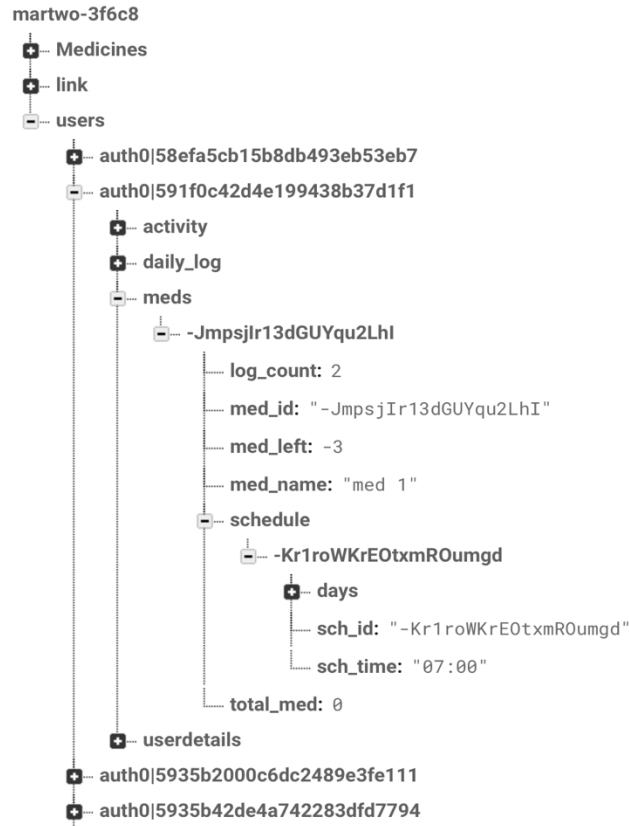 martwo-3f6c8
Medicines
link
users
auth0|58efa5cb15b8db493eb53eb7
auth0|591f0c42d4e199438b37d1f1
activity
daily_log
meds
-JmpsjIr13dGUYqu2LhI
log_count: 2
med_id: "-JmpsjIr13dGUYqu2LhI"
med_left: -3
med_name: "med 1"
schedule
-Kr1roWKrEOtxmROumgd
days
sch_id: "-Kr1roWKrEOtxmROumgd"
sch_time: "07:00"
total_med: 0
userdetails
auth0|5935b2000c6dc2489e3fe111
auth0|5935b42de4a742283dfd7794